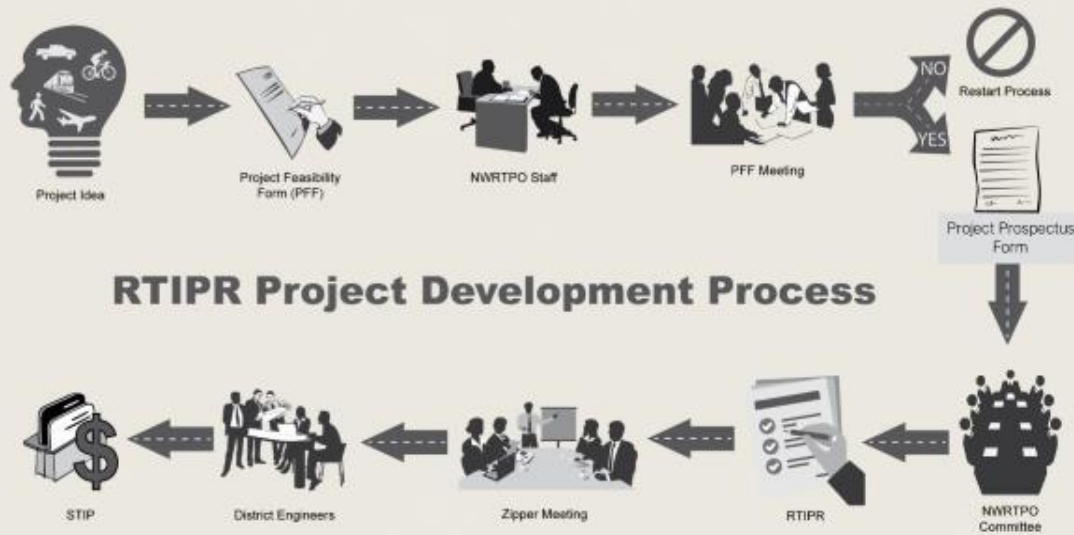 Project Idea
Project Feasibility
Form (PFF)
NWRTPO Staff
PFF Meeting
NO
YES
Restart Process
Project Prospectus
Form
RTIPR Project Development Process
NWRTPO
Committee
RTIPR
Zipper Meeting
District Engineers
STIP
$